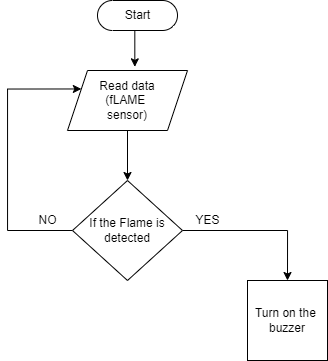 Start
Read data
(fLAME
sensor)
If the Flame is
detected
NO
YES
Turn on the
buzzer